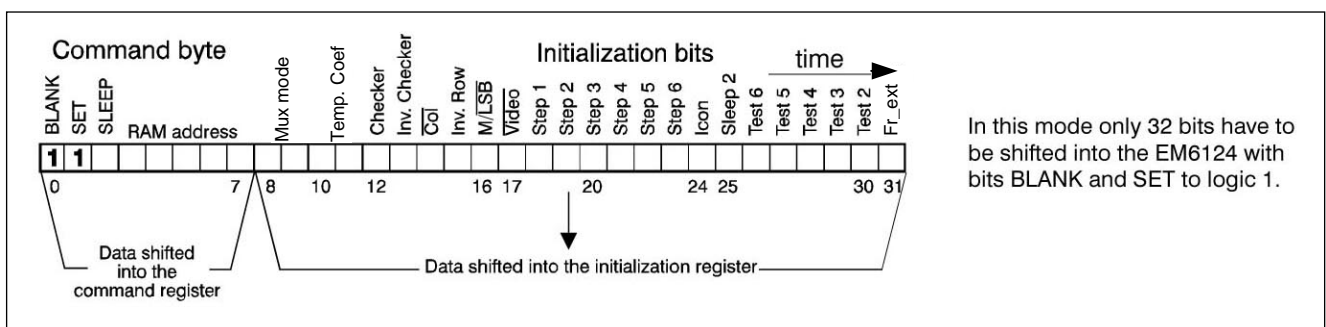 Command byte
Initialization bits
time
BLANK
SET
SLEEP
RAM address
Mux mode
Temp. Coef
Checker
Inv. Checker
Col
Inv. Row
M/LSB
Video
Step 1
Step 2
Step 3
Step 4
Step 5
Step 6
Icon
Sleep 2
Test 6
Test 5
Test 4
Test 3
Test 2
Fr_ext
1 1
0 7 8 10 12 16 17 20 24 25 30 31
Data shifted
into the
command register
Data shifted into the initialization register
In this mode only 32 bits have to
be shifted into the EM6124 with
bits BLANK and SET to logic 1.